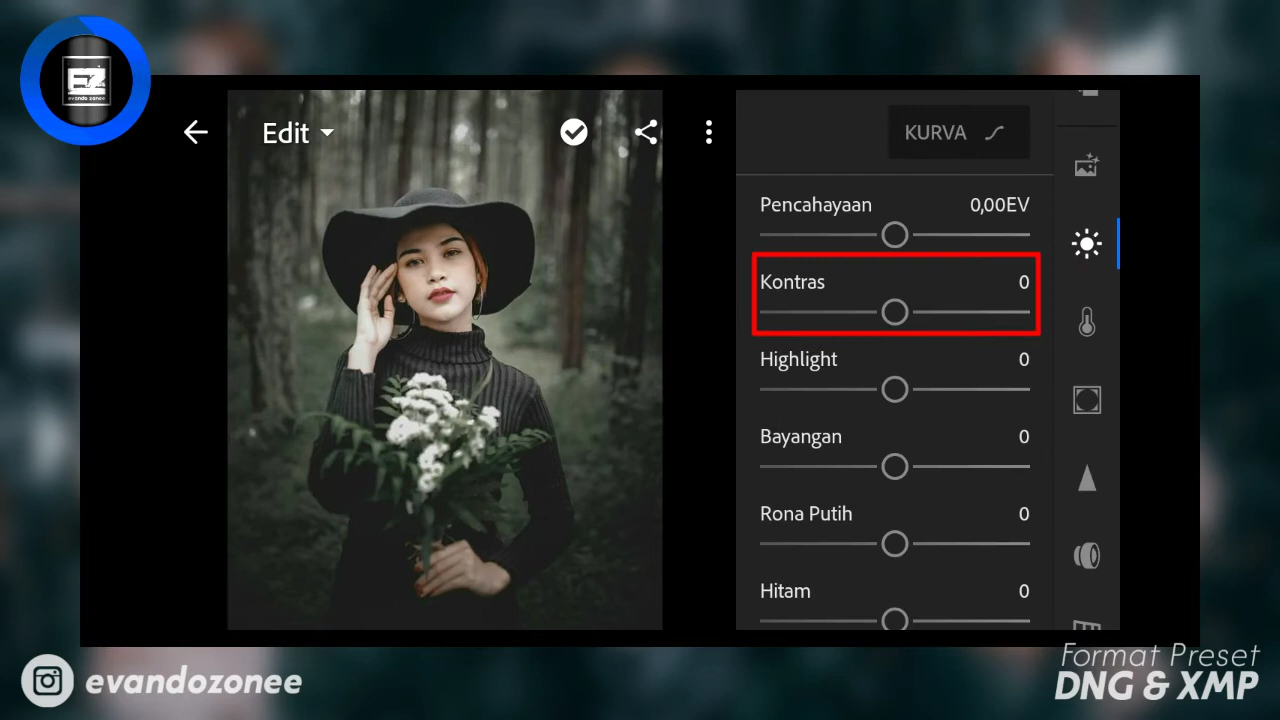 EZ
evando zonee
Edit
KURVA
Pencahayaan 0,00EV
Kontras 0
Highlight 0
Bayangan 0
Rona Putih 0
Hitam 0
evandozonee
Format Preset
DNG & XMP